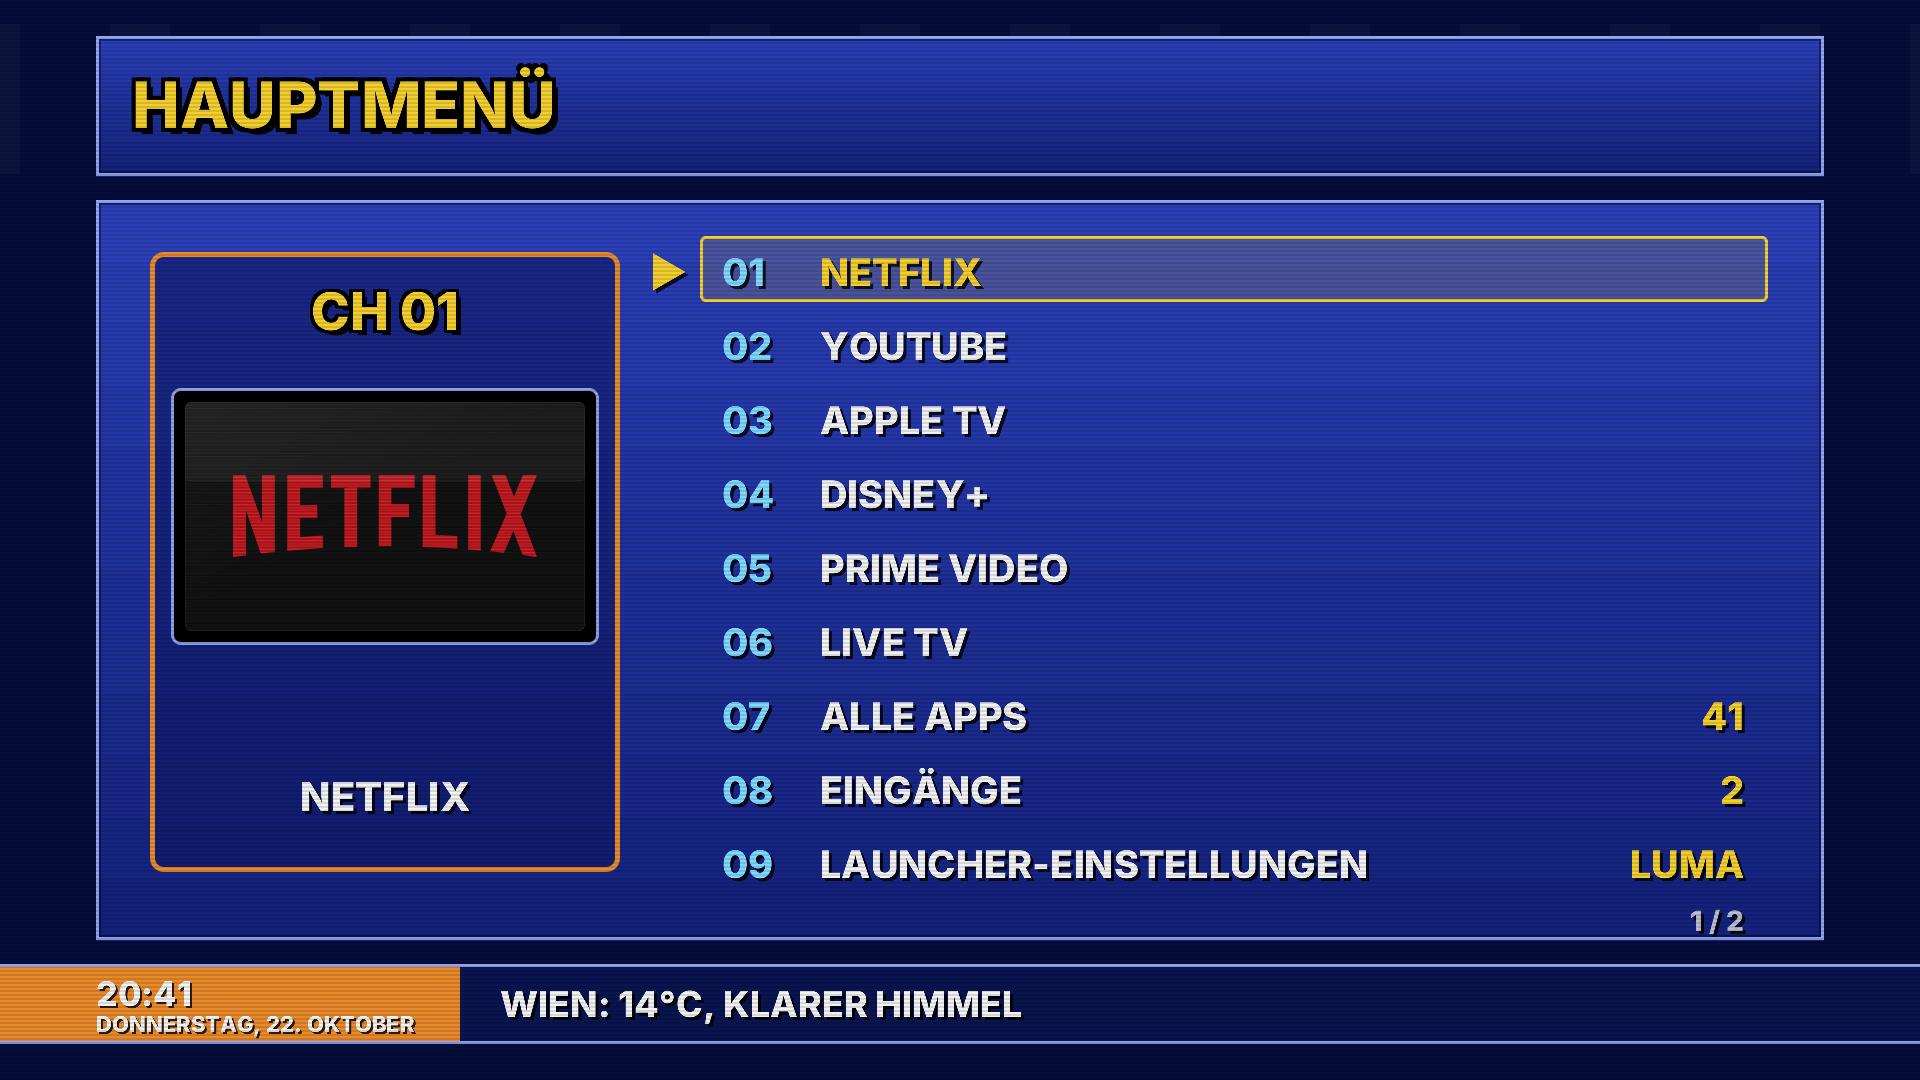 HAUPTMENÜ
CH 01
NETFLIX
NETFLIX
01 NETFLIX
02 YOUTUBE
03 APPLE TV
04 DISNEY+
05 PRIME VIDEO
06 LIVE TV
07 ALLE APPS 41
08 EINGÄNGE 2
09 LAUNCHER-EINSTELLUNGEN LUMA
1 / 2
20:41
DONNERSTAG, 22. OKTOBER
WIEN: 14°C, KLARER HIMMEL